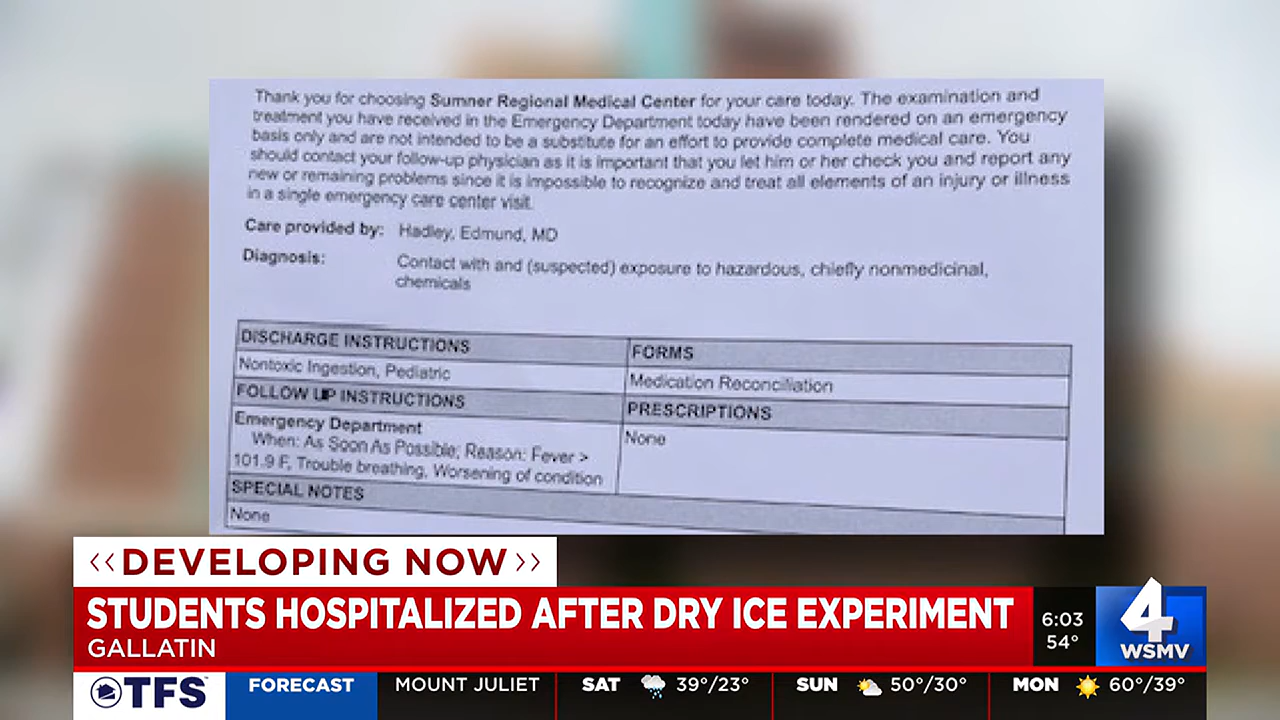 Thank you for choosing Sumner Regional Medical Center for your care today. The examination and
treatment you have received in the Emergency Department today have been rendered on an emergency
basis only and are not intended to be a substitute for an effort to provide complete medical care. You
should contact your follow-up physician as it is important that you let him or her check you and report any
new or remaining problems since it is impossible to recognize and treat all elements of an injury or illness
in a single emergency care center visit.
Care provided by: Hadley, Edmund, MD
Diagnosis: Contact with and (suspected) exposure to hazardous, chiefly nonmedicinal,
chemicals
DISCHARGE INSTRUCTIONS
FORMS
Nontoxic Ingestion, Pediatric
Medication Reconciliation
FOLLOW UP INSTRUCTIONS
PRESCRIPTIONS
Emergency Department
None
When: As Soon As Possible; Reason: Fever >
101.9 F, Trouble breathing, Worsening of condition
SPECIAL NOTES
None
<<DEVELOPING NOW>>
STUDENTS HOSPITALIZED AFTER DRY ICE EXPERIMENT
GALLATIN
6:03
54°
4
WSMV
TFS FORECAST MOUNT JULIET SAT 39°/23° SUN 50°/30° MON 60°/39°